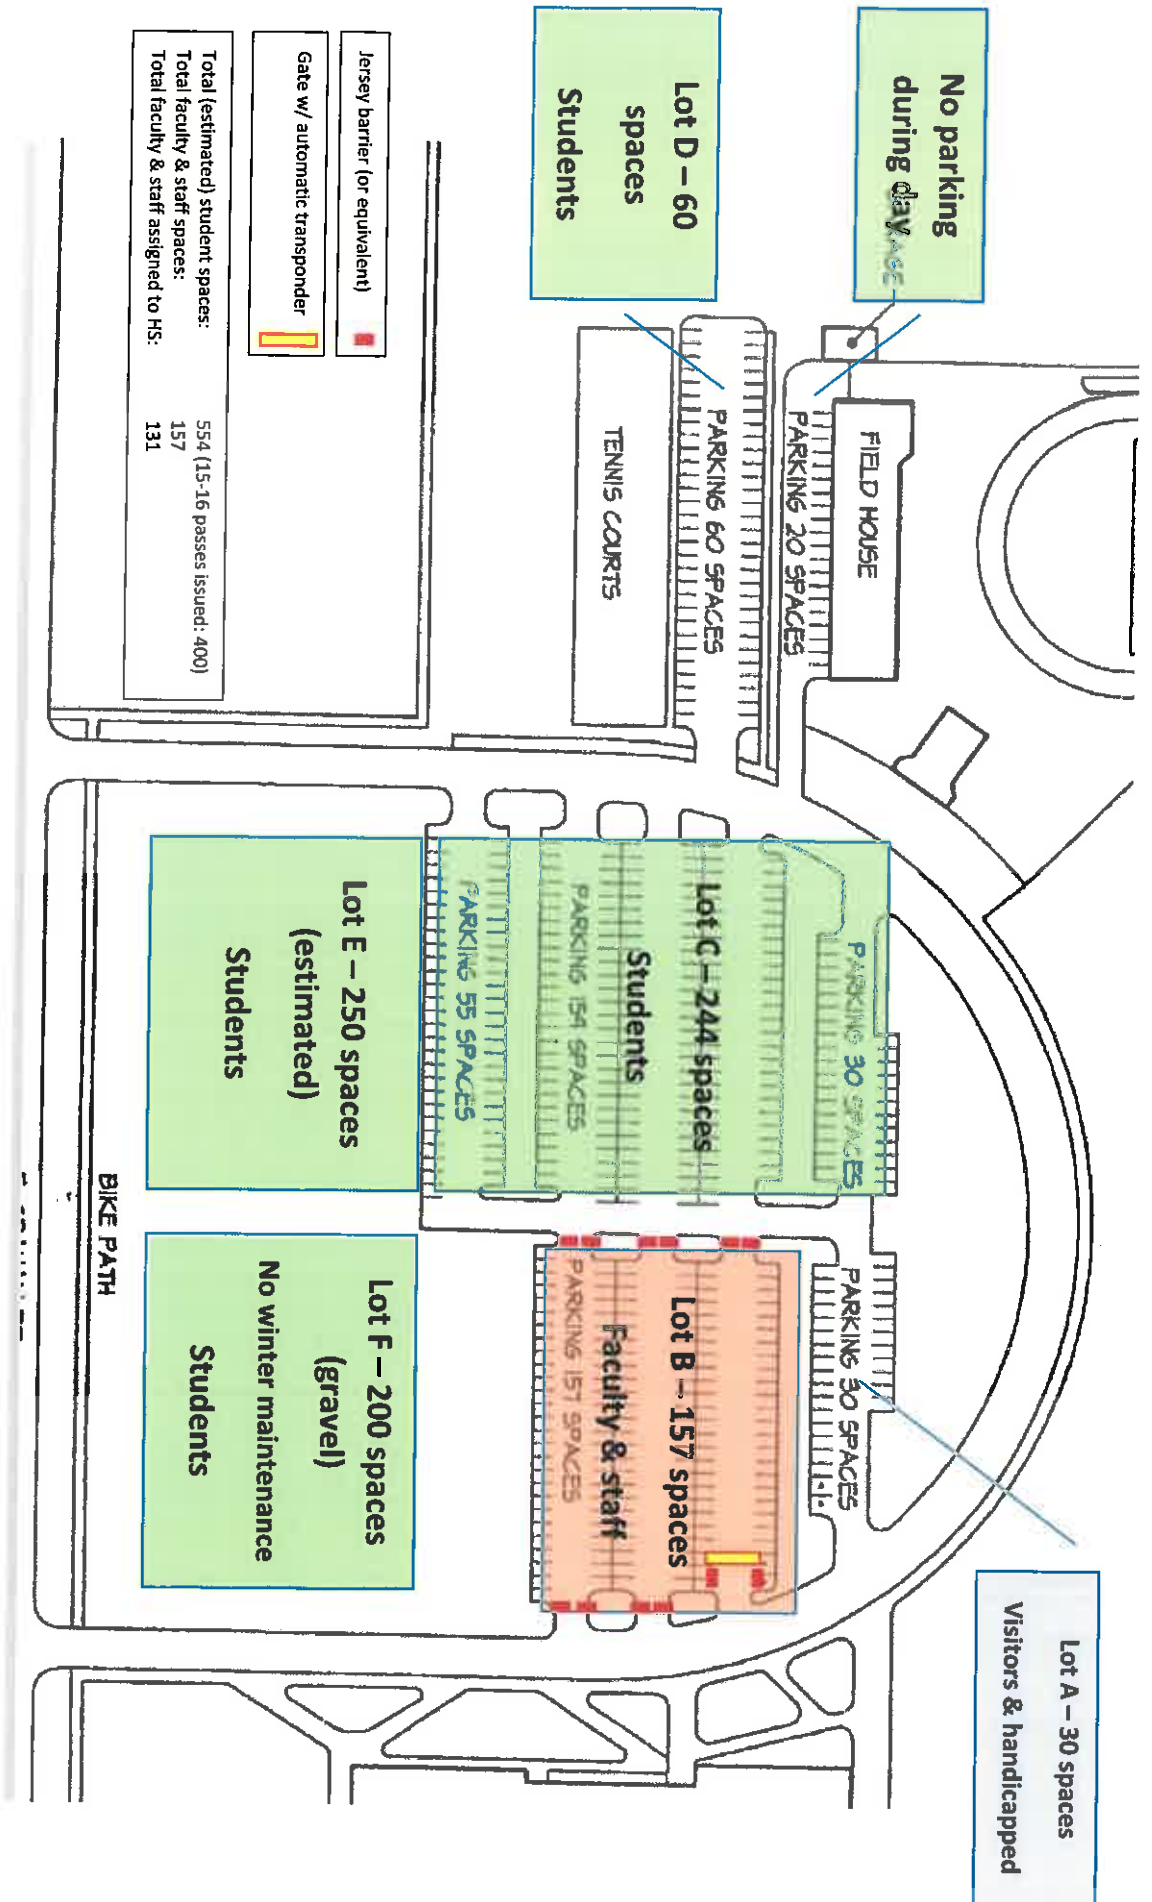 No parking
during day
Lot D – 60
spaces
Students
Jersey barrier (or equivalent)
Gate w/ automatic transponder
Total (estimated) student spaces: 554 (15-16 passes issued: 400)
Total faculty & staff spaces: 157
Total faculty & staff assigned to HS: 131
FIELD HOUSE
PARKING 20 SPACES
PARKING 60 SPACES
TENNIS COURTS
PARKING 30 SPACES
Lot C – 244 spaces
Students
PARKING 154 SPACES
PARKING 55 SPACES
Lot E – 250 spaces
(estimated)
Students
Lot A – 30 spaces
Visitors & handicapped
PARKING 30 SPACES
Lot B – 157 spaces
Faculty & staff
PARKING 157 SPACES
Lot F – 200 spaces
(gravel)
No winter maintenance
Students
BIKE PATH